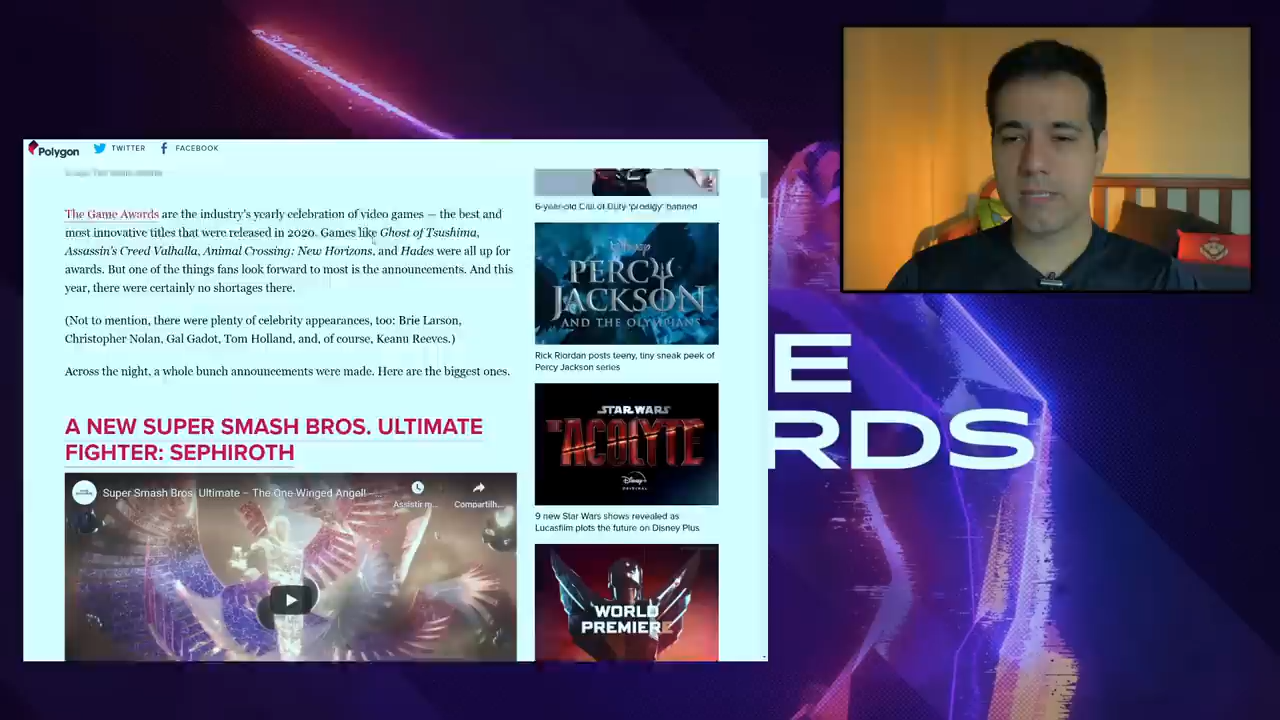 Polygon TWITTER FACEBOOK
The Game Awards are the industry's yearly celebration of video games — the best and
most innovative titles that were released in 2020. Games like Ghost of Tsushima,
Assassin's Creed Valhalla, Animal Crossing: New Horizons, and Hades were all up for
awards. But one of the things fans look forward to most is the announcements. And this
year, there were certainly no shortages there.
(Not to mention, there were plenty of celebrity appearances, too: Brie Larson,
Christopher Nolan, Gal Gadot, Tom Holland, and, of course, Keanu Reeves.)
Across the night, a whole bunch announcements were made. Here are the biggest ones.
A NEW SUPER SMASH BROS. ULTIMATE
FIGHTER: SEPHIROTH
Super Smash Bros. Ultimate – The One-Winged Angel! -...
Assistir m...
Compartilh...
6-year-old Call of Duty 'prodigy' banned
Disney
PERCY
JACKSON
AND THE OLYMPIANS
Rick Riordan posts teeny, tiny sneak peek of
Percy Jackson series
STAR WARS
THE ACOLYTE
Disney+
ORIGINAL
9 new Star Wars shows revealed as
Lucasfilm plots the future on Disney Plus
WORLD
PREMIERE
E
RDS